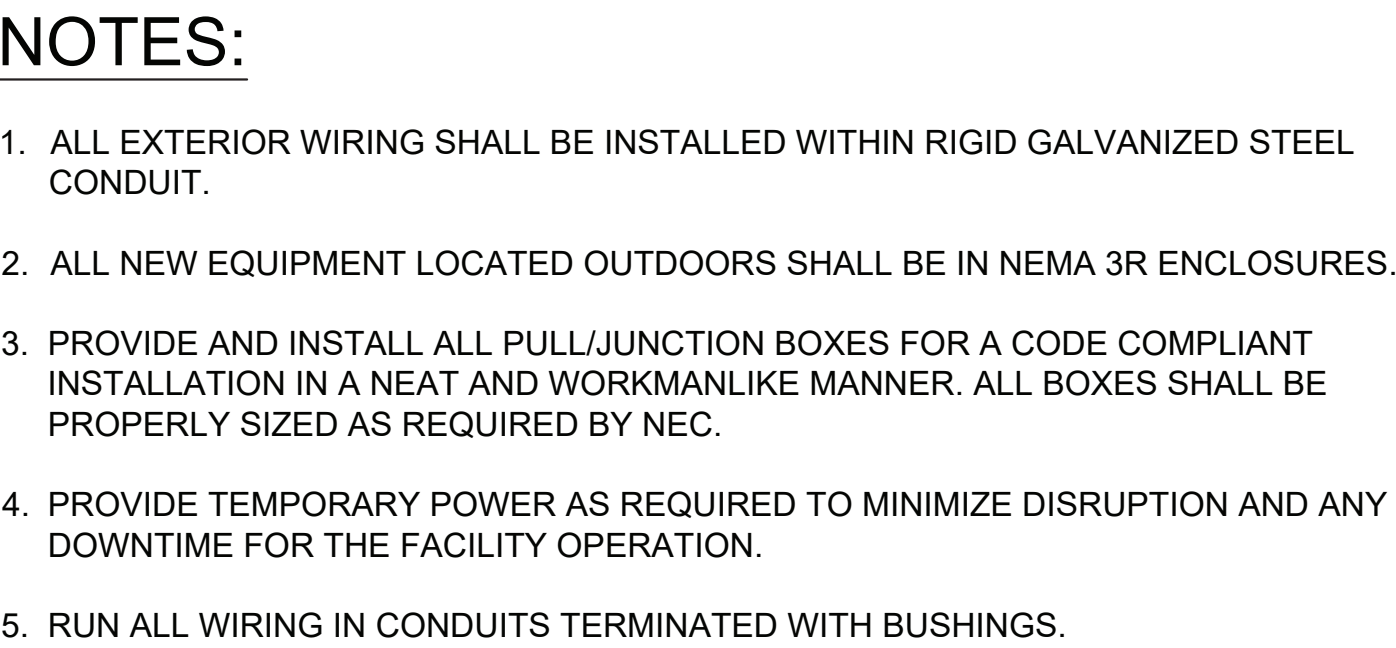 NOTES:
1. ALL EXTERIOR WIRING SHALL BE INSTALLED WITHIN RIGID GALVANIZED STEEL
CONDUIT.
2. ALL NEW EQUIPMENT LOCATED OUTDOORS SHALL BE IN NEMA 3R ENCLOSURES.
3. PROVIDE AND INSTALL ALL PULL/JUNCTION BOXES FOR A CODE COMPLIANT
INSTALLATION IN A NEAT AND WORKMANLIKE MANNER. ALL BOXES SHALL BE
PROPERLY SIZED AS REQUIRED BY NEC.
4. PROVIDE TEMPORARY POWER AS REQUIRED TO MINIMIZE DISRUPTION AND ANY
DOWNTIME FOR THE FACILITY OPERATION.
5. RUN ALL WIRING IN CONDUITS TERMINATED WITH BUSHINGS.